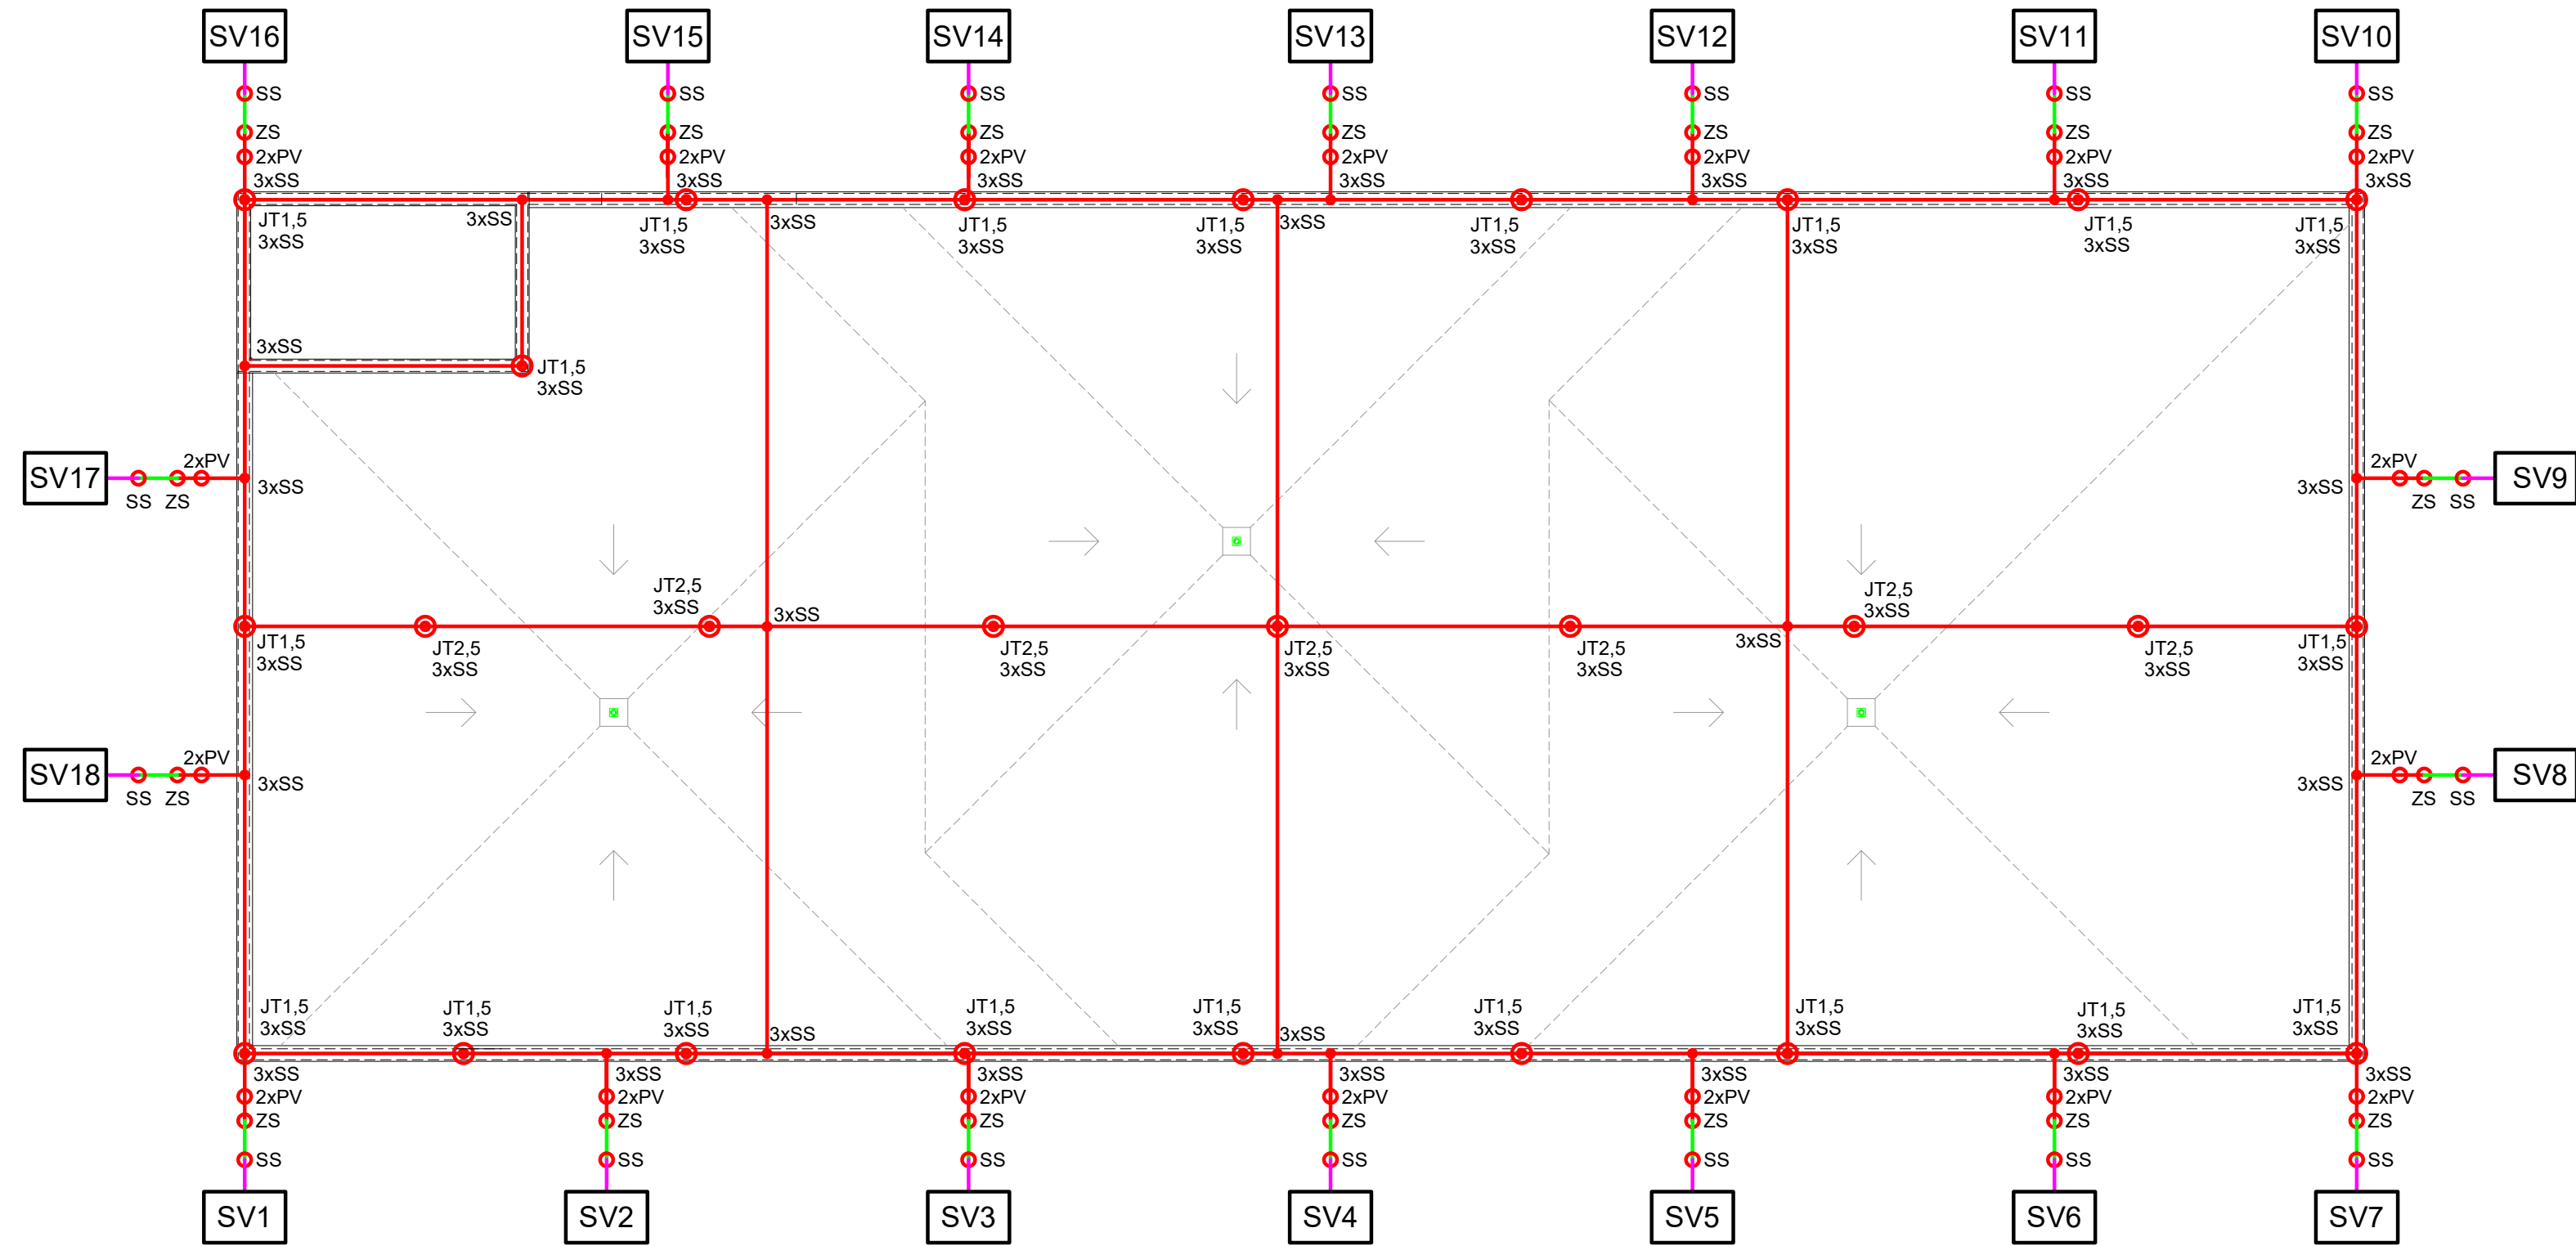 SV16 SV15 SV14 SV13 SV12 SV11 SV10
SS SS SS SS SS SS SS
ZS ZS ZS ZS ZS ZS ZS
2xPV 2xPV 2xPV 2xPV 2xPV 2xPV 2xPV
3xSS 3xSS 3xSS 3xSS 3xSS 3xSS 3xSS
JT1,5 3xSS JT1,5 3xSS JT1,5 JT1,5 3xSS JT1,5 JT1,5 JT1,5 JT1,5
3xSS 3xSS 3xSS 3xSS 3xSS 3xSS 3xSS 3xSS
3xSS
JT1,5
3xSS
2xPV 2xPV
SV17 3xSS 3xSS SV9
SS ZS ZS SS
JT2,5 JT2,5
3xSS 3xSS 3xSS
JT1,5 JT2,5 JT2,5 JT2,5 JT2,5 3xSS JT2,5 JT1,5
3xSS 3xSS 3xSS 3xSS 3xSS 3xSS 3xSS
2xPV 2xPV
SV18 3xSS 3xSS SV8
SS ZS ZS SS
JT1,5 JT1,5 JT1,5 JT1,5 JT1,5 JT1,5 JT1,5 JT1,5 JT1,5
3xSS 3xSS 3xSS 3xSS 3xSS 3xSS 3xSS 3xSS 3xSS 3xSS 3xSS
3xSS 3xSS 3xSS 3xSS 3xSS 3xSS 3xSS
2xPV 2xPV 2xPV 2xPV 2xPV 2xPV 2xPV
ZS ZS ZS ZS ZS ZS ZS
SS SS SS SS SS SS SS
SV1 SV2 SV3 SV4 SV5 SV6 SV7